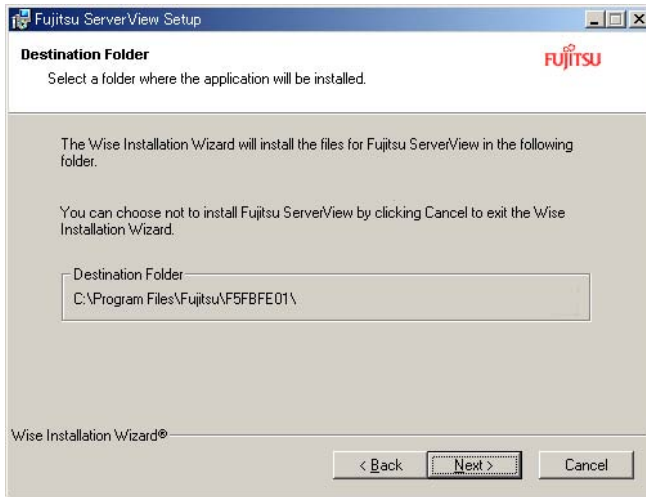 Fujitsu ServerView Setup
Destination Folder
Select a folder where the application will be installed.
FUJITSU
The Wise Installation Wizard will install the files for Fujitsu ServerView in the following
folder.
You can choose not to install Fujitsu ServerView by clicking Cancel to exit the Wise
Installation Wizard.
Destination Folder
C:\Program Files\Fujitsu\F5FBFE01\
Wise Installation Wizard®
< Back
Next >
Cancel